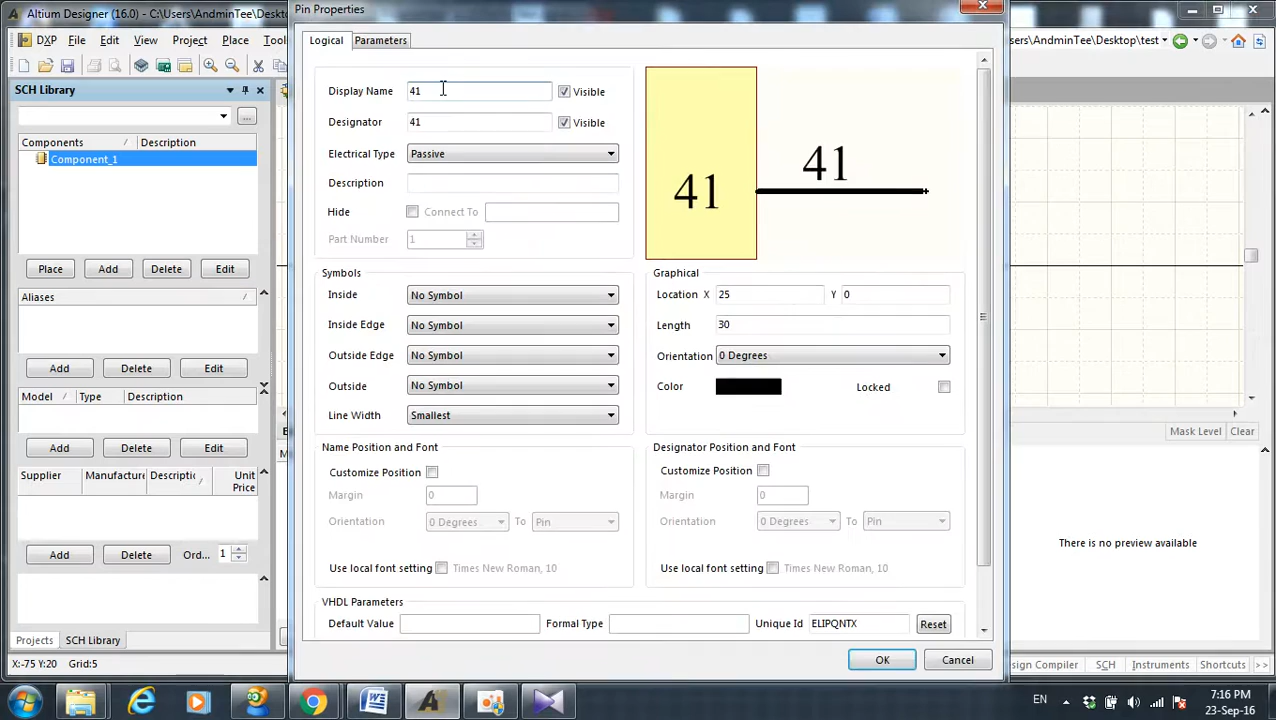 Altium Designer (16.0) - C:\Users\AndminTee\Deskto
Pin Properties
DXP File Edit View Project Place Tool
:rs\AndminTee\Desktop\test
SCH Library
Logical Parameters
Components / Description
Component_1
Place Add Delete Edit
Aliases /
Add Delete Edit
Model / Type Description
Add Delete Edit
Supplier Manufacture Descripti / Unit Price
Add Delete Ord... 1
Projects SCH Library
X:-75 Y:20 Grid:5
Display Name 41 Visible
Designator 41 Visible
Electrical Type Passive
Description
Hide Connect To
Part Number 1
41
41
Symbols
Inside No Symbol
Inside Edge No Symbol
Outside Edge No Symbol
Outside No Symbol
Line Width Smallest
Graphical
Location X 25 Y 0
Length 30
Orientation 0 Degrees
Color Locked
Name Position and Font
Customize Position
Margin 0
Orientation 0 Degrees To Pin
Use local font setting Times New Roman, 10
Designator Position and Font
Customize Position
Margin 0
Orientation 0 Degrees To Pin
Use local font setting Times New Roman, 10
VHDL Parameters
Default Value Formal Type Unique Id ELIPQNTX Reset
OK Cancel
Mask Level Clear
There is no preview available
sign Compiler SCH Instruments Shortcuts >>
EN 7:16 PM
23-Sep-16